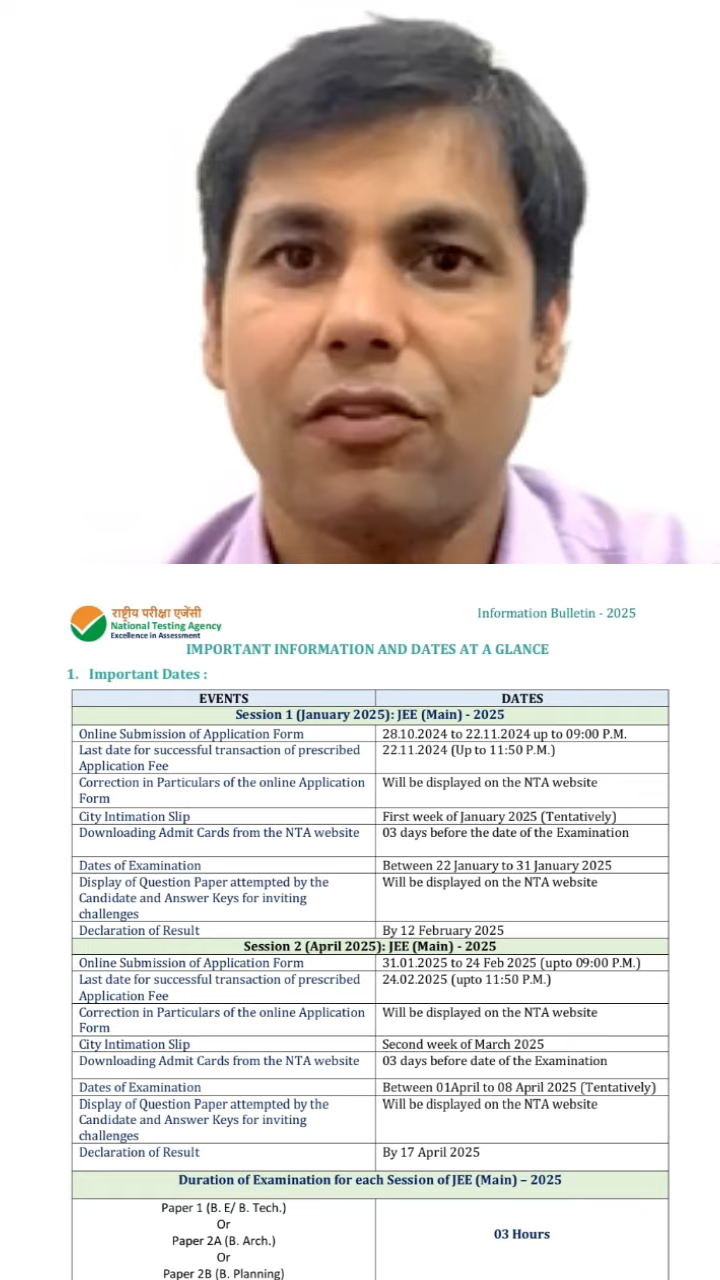 राष्ट्रीय परीक्षा एजेंसी
National Testing Agency
Excellence in Assessment
Information Bulletin - 2025
IMPORTANT INFORMATION AND DATES AT A GLANCE
1. Important Dates :
EVENTS DATES
Session 1 (January 2025): JEE (Main) - 2025
Online Submission of Application Form 28.10.2024 to 22.11.2024 up to 09:00 P.M.
Last date for successful transaction of prescribed 22.11.2024 (Up to 11:50 P.M.)
Application Fee
Correction in Particulars of the online Application Will be displayed on the NTA website
Form
City Intimation Slip First week of January 2025 (Tentatively)
Downloading Admit Cards from the NTA website 03 days before the date of the Examination
Dates of Examination Between 22 January to 31 January 2025
Display of Question Paper attempted by the Will be displayed on the NTA website
Candidate and Answer Keys for inviting
challenges
Declaration of Result By 12 February 2025
Session 2 (April 2025): JEE (Main) - 2025
Online Submission of Application Form 31.01.2025 to 24 Feb 2025 (upto 09:00 P.M.)
Last date for successful transaction of prescribed 24.02.2025 (upto 11:50 P.M.)
Application Fee
Correction in Particulars of the online Application Will be displayed on the NTA website
Form
City Intimation Slip Second week of March 2025
Downloading Admit Cards from the NTA website 03 days before date of the Examination
Dates of Examination Between 01April to 08 April 2025 (Tentatively)
Display of Question Paper attempted by the Will be displayed on the NTA website
Candidate and Answer Keys for inviting
challenges
Declaration of Result By 17 April 2025
Duration of Examination for each Session of JEE (Main) – 2025
Paper 1 (B. E/ B. Tech.)
Or
Paper 2A (B. Arch.) 03 Hours
Or
Paper 2B (B. Planning)